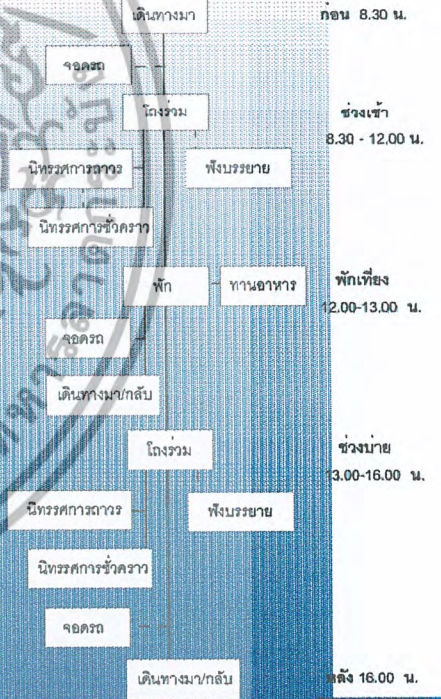 เดินทางมา ก่อน 8.30 น.
จอดรถ
โถงร่วม ช่วงเช้า
8.30 - 12.00 น.
นิทรรศการถาวร ฟังบรรยาย
นิทรรศการชั่วคราว
พัก ทานอาหาร พักเที่ยง
12.00-13.00 น.
จอดรถ
เดินทางมา/กลับ
โถงร่วม ช่วงบ่าย
13.00-16.00 น.
นิทรรศการถาวร ฟังบรรยาย
นิทรรศการชั่วคราว
จอดรถ
เดินทางมา/กลับ หลัง 16.00 น.